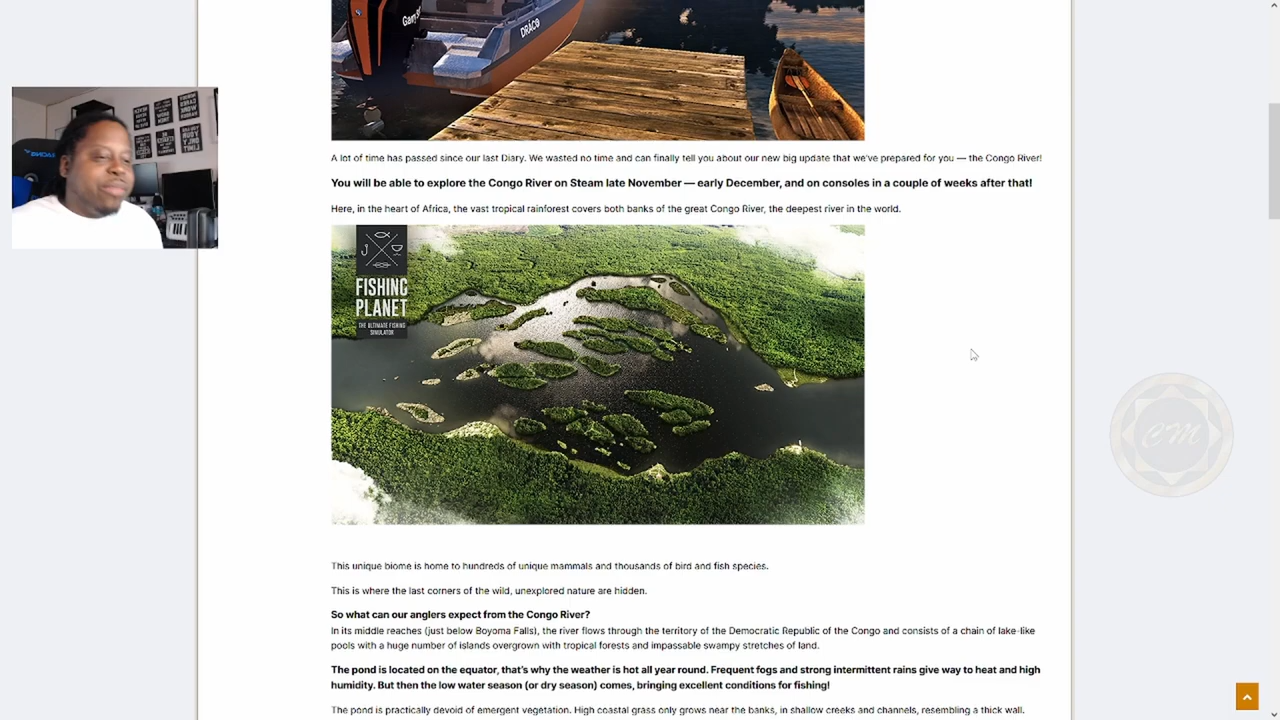 Garry
DRACO
A lot of time has passed since our last Diary. We wasted no time and can finally tell you about our new big update that we've prepared for you — the Congo River!
You will be able to explore the Congo River on Steam late November — early December, and on consoles in a couple of weeks after that!
Here, in the heart of Africa, the vast tropical rainforest covers both banks of the great Congo River, the deepest river in the world.
FISHING
PLANET
THE ULTIMATE FISHING
SIMULATOR
CM
This unique biome is home to hundreds of unique mammals and thousands of bird and fish species.
This is where the last corners of the wild, unexplored nature are hidden.
So what can our anglers expect from the Congo River?
In its middle reaches (just below Boyoma Falls), the river flows through the territory of the Democratic Republic of the Congo and consists of a chain of lake-like
pools with a huge number of islands overgrown with tropical forests and impassable swampy stretches of land.
The pond is located on the equator, that's why the weather is hot all year round. Frequent fogs and strong intermittent rains give way to heat and high
humidity. But then the low water season (or dry season) comes, bringing excellent conditions for fishing!
The pond is practically devoid of emergent vegetation. High coastal grass only grows near the banks, in shallow creeks and channels, resembling a thick wall.